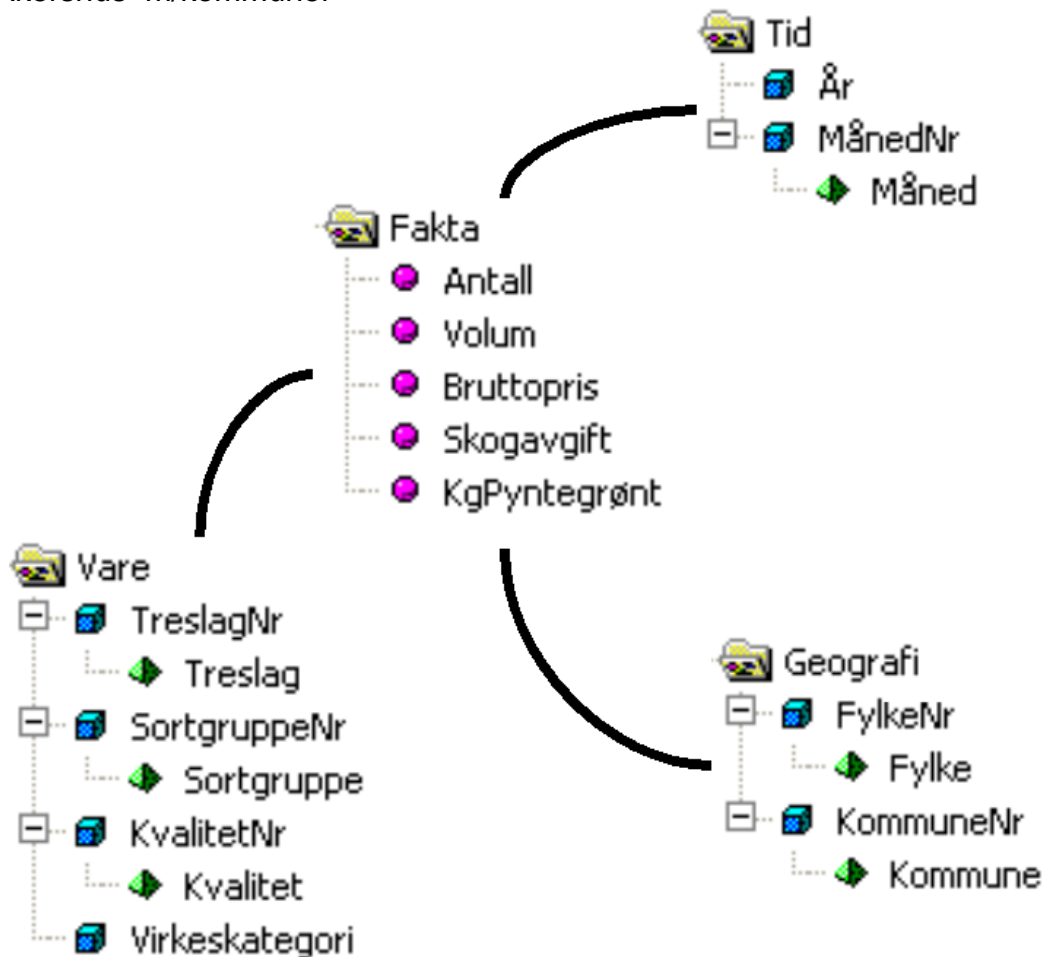 Tid
År
MånedNr
Måned
Fakta
Antall
Volum
Bruttopris
Skogavgift
KgPyntegrønt
Vare
TreslagNr
Treslag
SortgruppeNr
Sortgruppe
KvalitetNr
Kvalitet
Virkeskategori
Geografi
FylkeNr
Fylke
KommuneNr
Kommune